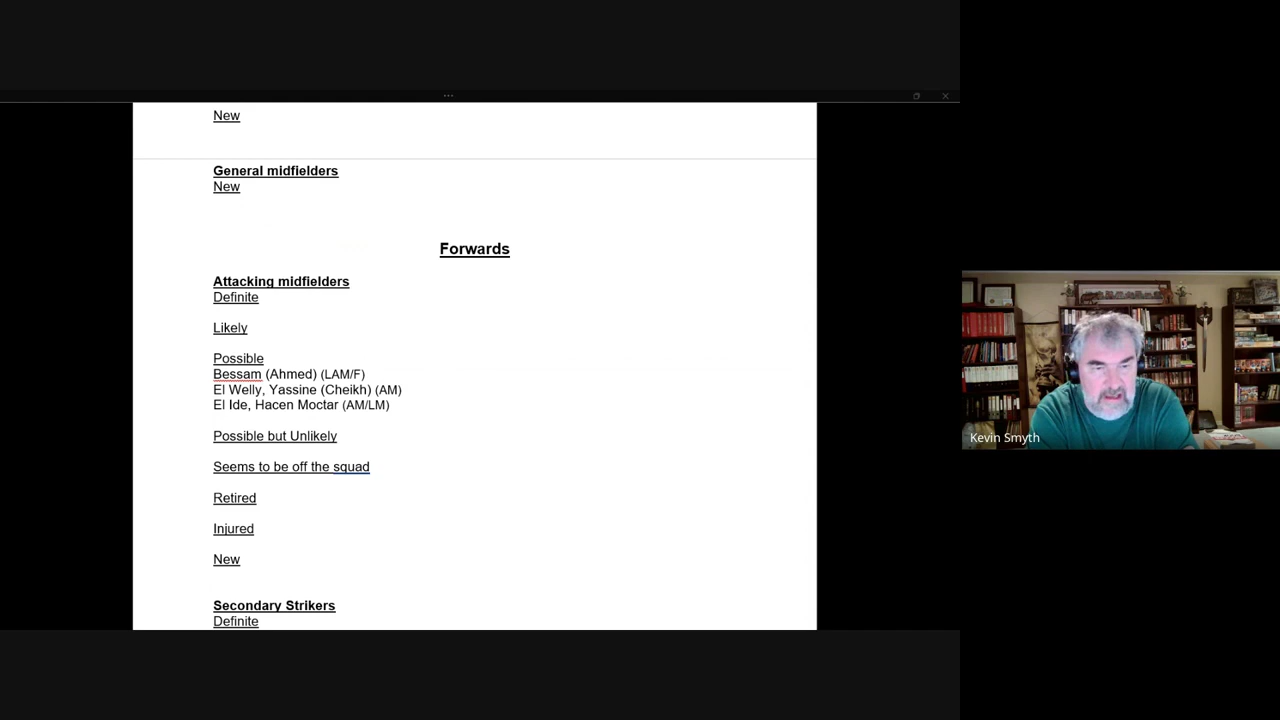 New
General midfielders
New
Forwards
Attacking midfielders
Definite
Likely
Possible
Bessam (Ahmed) (LAM/F)
El Welly, Yassine (Cheikh) (AM)
El Ide, Hacen Moctar (AM/LM)
Possible but Unlikely
Seems to be off the squad
Retired
Injured
New
Secondary Strikers
Definite
Kevin Smyth